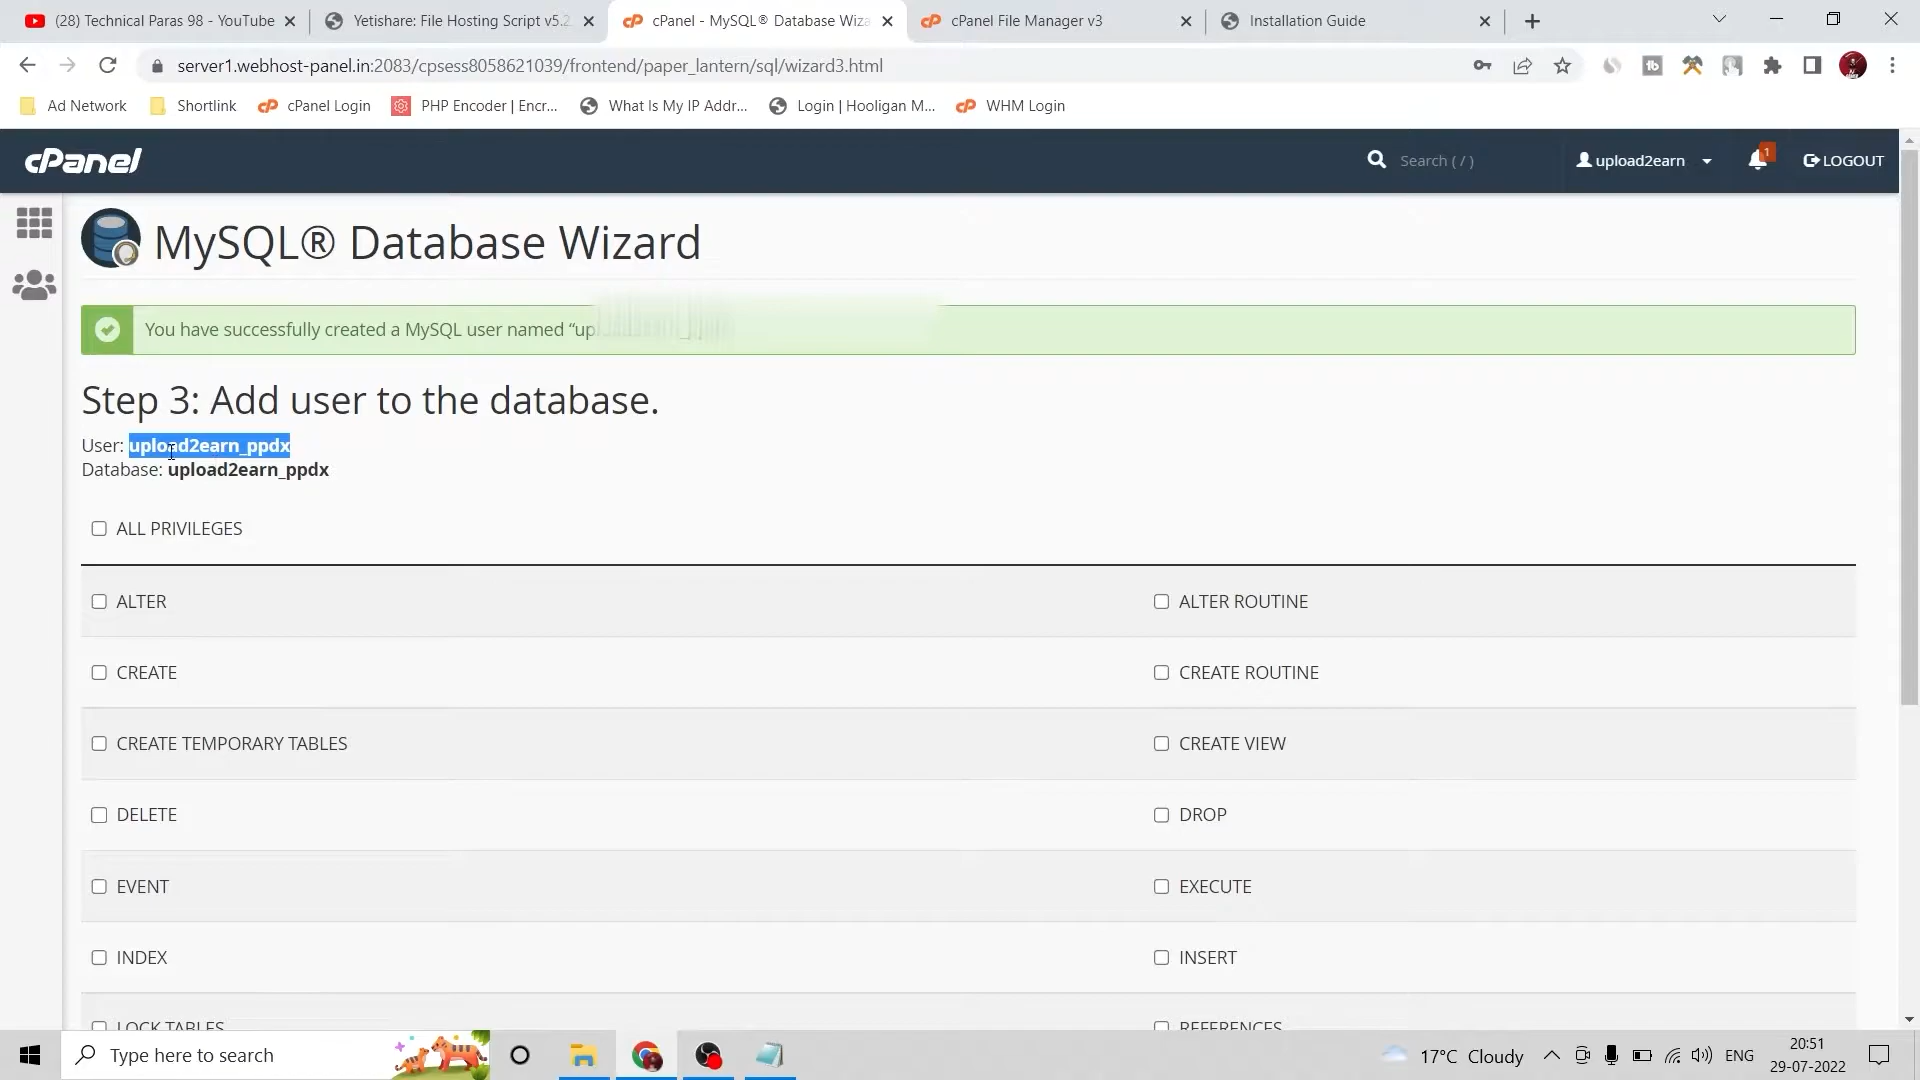 (28) Technical Paras 98 - YouTube
Yetishare: File Hosting Script v5.2
cPanel - MySQL® Database Wiza
cPanel File Manager v3
Installation Guide
server1.webhost-panel.in:2083/cpsess8058621039/frontend/paper_lantern/sql/wizard3.html
Ad Network
Shortlink
cPanel Login
PHP Encoder | Encr...
What Is My IP Addr...
Login | Hooligan M...
WHM Login
cPanel
Search ( / )
upload2earn
1
LOGOUT
MySQL® Database Wizard
You have successfully created a MySQL user named “up
Step 3: Add user to the database.
User: upload2earn_ppdx
Database: upload2earn_ppdx
ALL PRIVILEGES
ALTER
ALTER ROUTINE
CREATE
CREATE ROUTINE
CREATE TEMPORARY TABLES
CREATE VIEW
DELETE
DROP
EVENT
EXECUTE
INDEX
INSERT
LOCK TABLES
REFERENCES
Type here to search
17°C Cloudy
ENG
20:51
29-07-2022